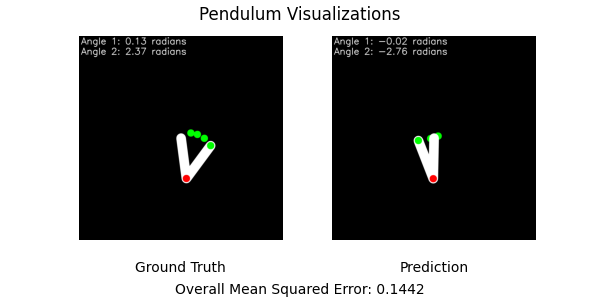 Pendulum Visualizations
Angle 1: 0.13 radians
Angle 2: 2.37 radians
Angle 1: −0.02 radians
Angle 2: −2.76 radians
Ground Truth
Prediction
Overall Mean Squared Error: 0.1442